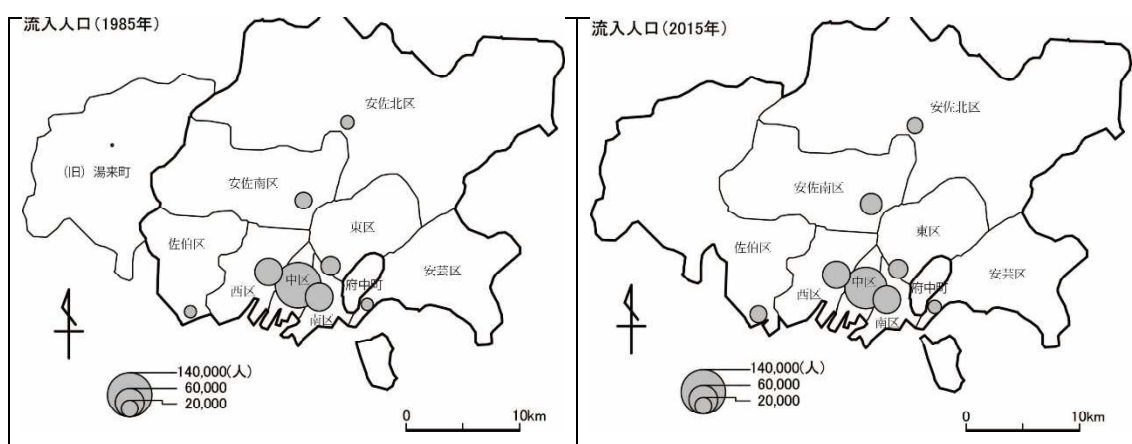 流入人口(1985年)
安佐北区
(旧)湯来町
安佐南区
東区
佐伯区
安芸区
中区
府中町
西区
南区
140,000(人)
60,000
20,000
0 10km
流入人口(2015年)
安佐北区
安佐南区
東区
佐伯区
安芸区
中区
府中町
西区
南区
140,000(人)
60,000
20,000
0 10km